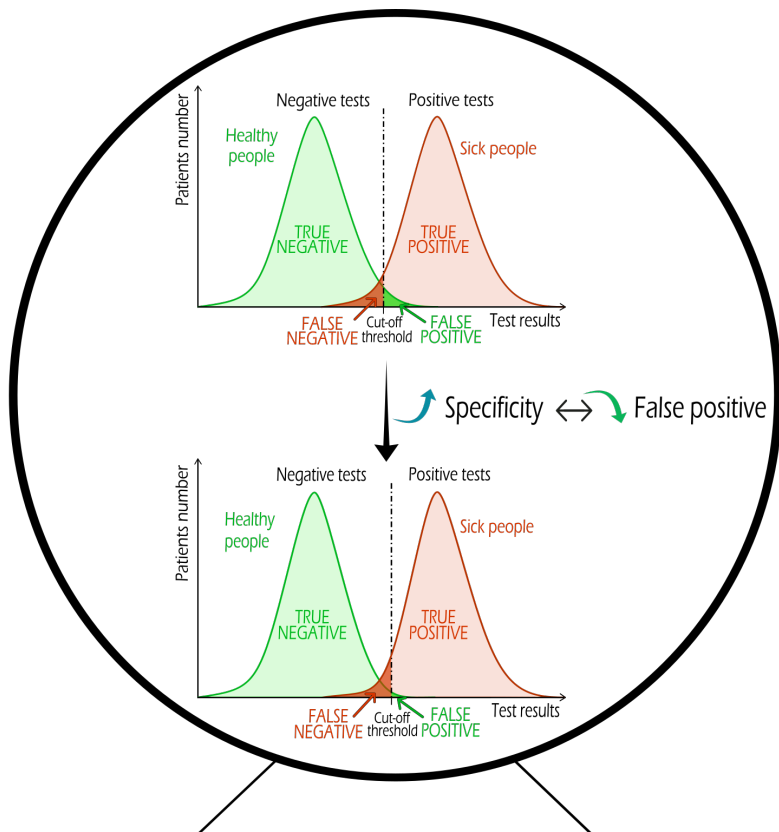 Negative tests
Positive tests
Patients number
Healthy
people
Sick people
TRUE
NEGATIVE
TRUE
POSITIVE
FALSE
NEGATIVE
Cut-off
threshold
FALSE
POSITIVE
Test results
Specificity
False positive
Negative tests
Positive tests
Patients number
Healthy
people
Sick people
TRUE
NEGATIVE
TRUE
POSITIVE
FALSE
NEGATIVE
Cut-off
threshold
FALSE
POSITIVE
Test results